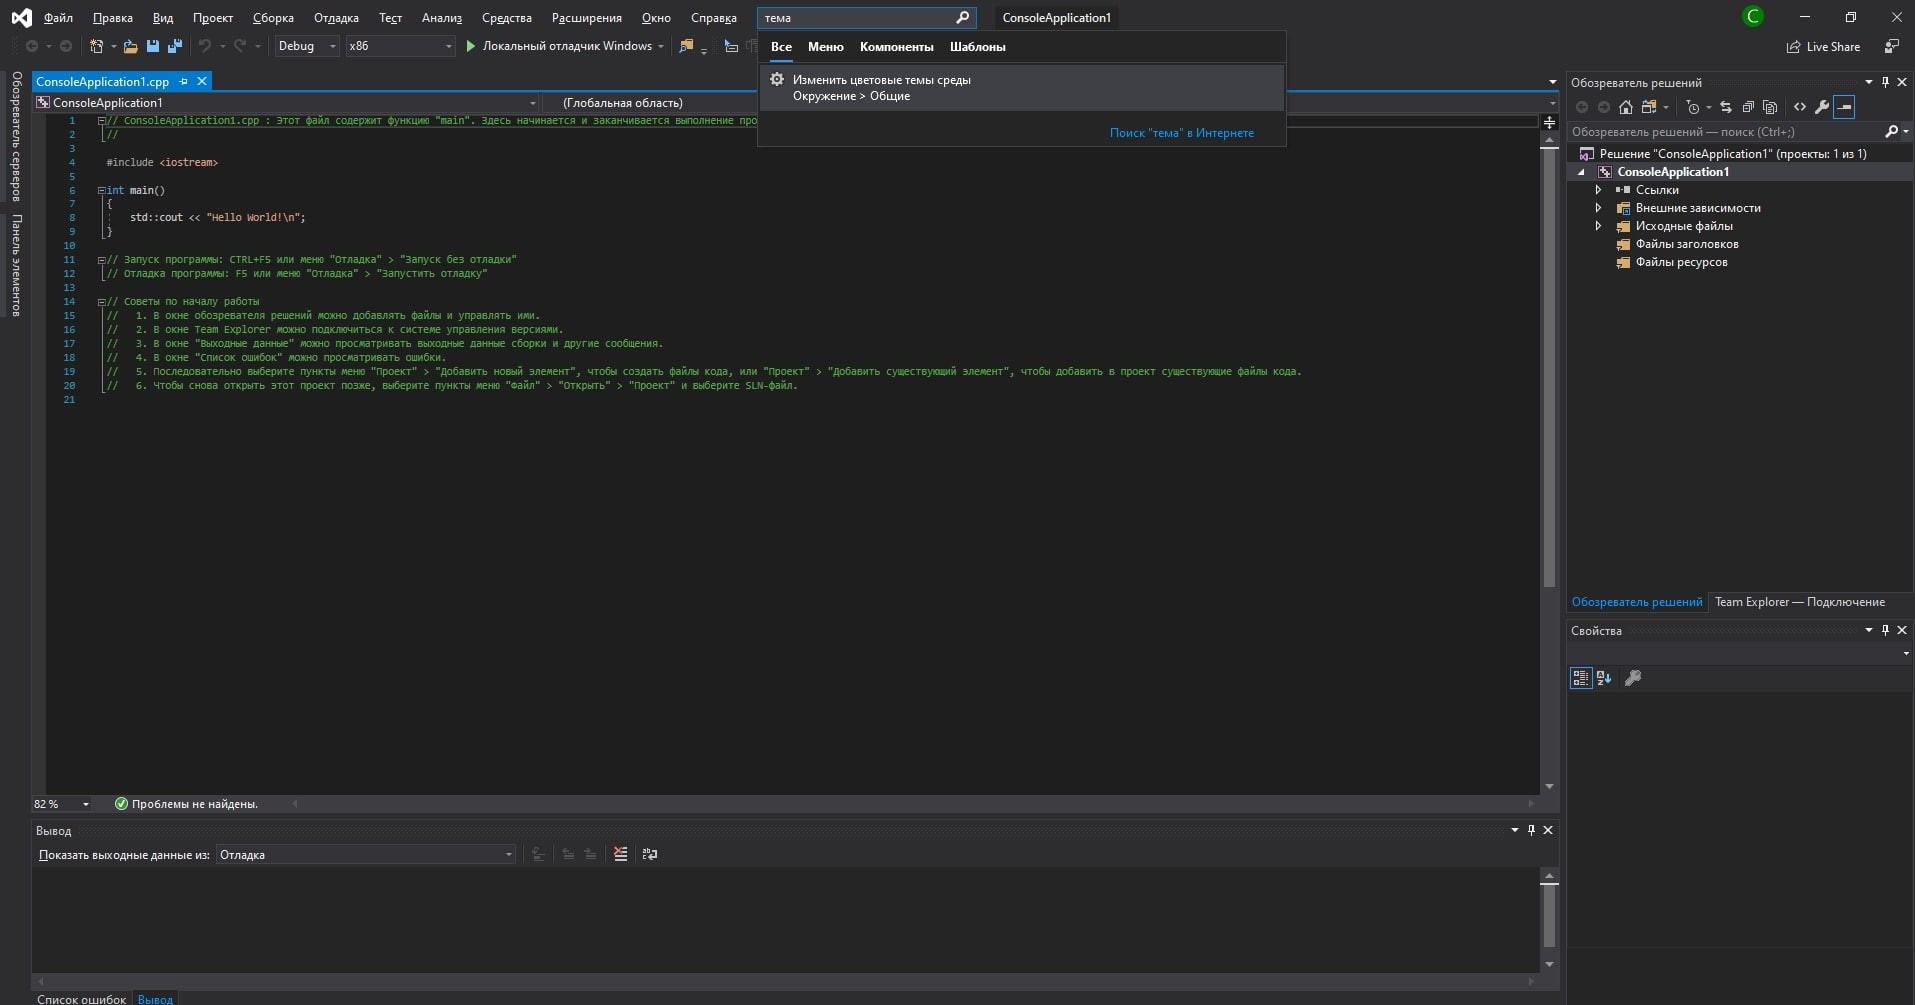 Файл Правка Вид Проект Сборка Отладка Тест Анализ Средства Расширения Окно Справка тема ConsoleApplication1 C
Debug x86 Локальный отладчик Windows Live Share
Все Меню Компоненты Шаблоны
Изменить цветовые темы среды
Окружение > Общие
Поиск "тема" в Интернете
Обозреватель серверов
Панель элементов
ConsoleApplication1.cpp
ConsoleApplication1 (Глобальная область)
1 // ConsoleApplication1.cpp : Этот файл содержит функцию "main". Здесь начинается и заканчивается выполнение про
2 //
3
4 #include <iostream>
5
6 int main()
7 {
8 std::cout << "Hello World!\n";
9 }
10
11 // Запуск программы: CTRL+F5 или меню "Отладка" > "Запуск без отладки"
12 // Отладка программы: F5 или меню "Отладка" > "Запустить отладку"
13
14 // Советы по началу работы
15 // 1. В окне обозревателя решений можно добавлять файлы и управлять ими.
16 // 2. В окне Team Explorer можно подключиться к системе управления версиями.
17 // 3. В окне "Выходные данные" можно просматривать выходные данные сборки и другие сообщения.
18 // 4. В окне "Список ошибок" можно просматривать ошибки.
19 // 5. Последовательно выберите пункты меню "Проект" > "Добавить новый элемент", чтобы создать файлы кода, или "Проект" > "Добавить существующий элемент", чтобы добавить в проект существующие файлы кода.
20 // 6. Чтобы снова открыть этот проект позже, выберите пункты меню "Файл" > "Открыть" > "Проект" и выберите SLN-файл.
21
82 % Проблемы не найдены.
Вывод
Показать выходные данные из: Отладка
Список ошибок Вывод
Обозреватель решений
Обозреватель решений — поиск (Ctrl+;)
Решение "ConsoleApplication1" (проекты: 1 из 1)
ConsoleApplication1
Ссылки
Внешние зависимости
Исходные файлы
Файлы заголовков
Файлы ресурсов
Обозреватель решений Team Explorer — Подключение
Свойства